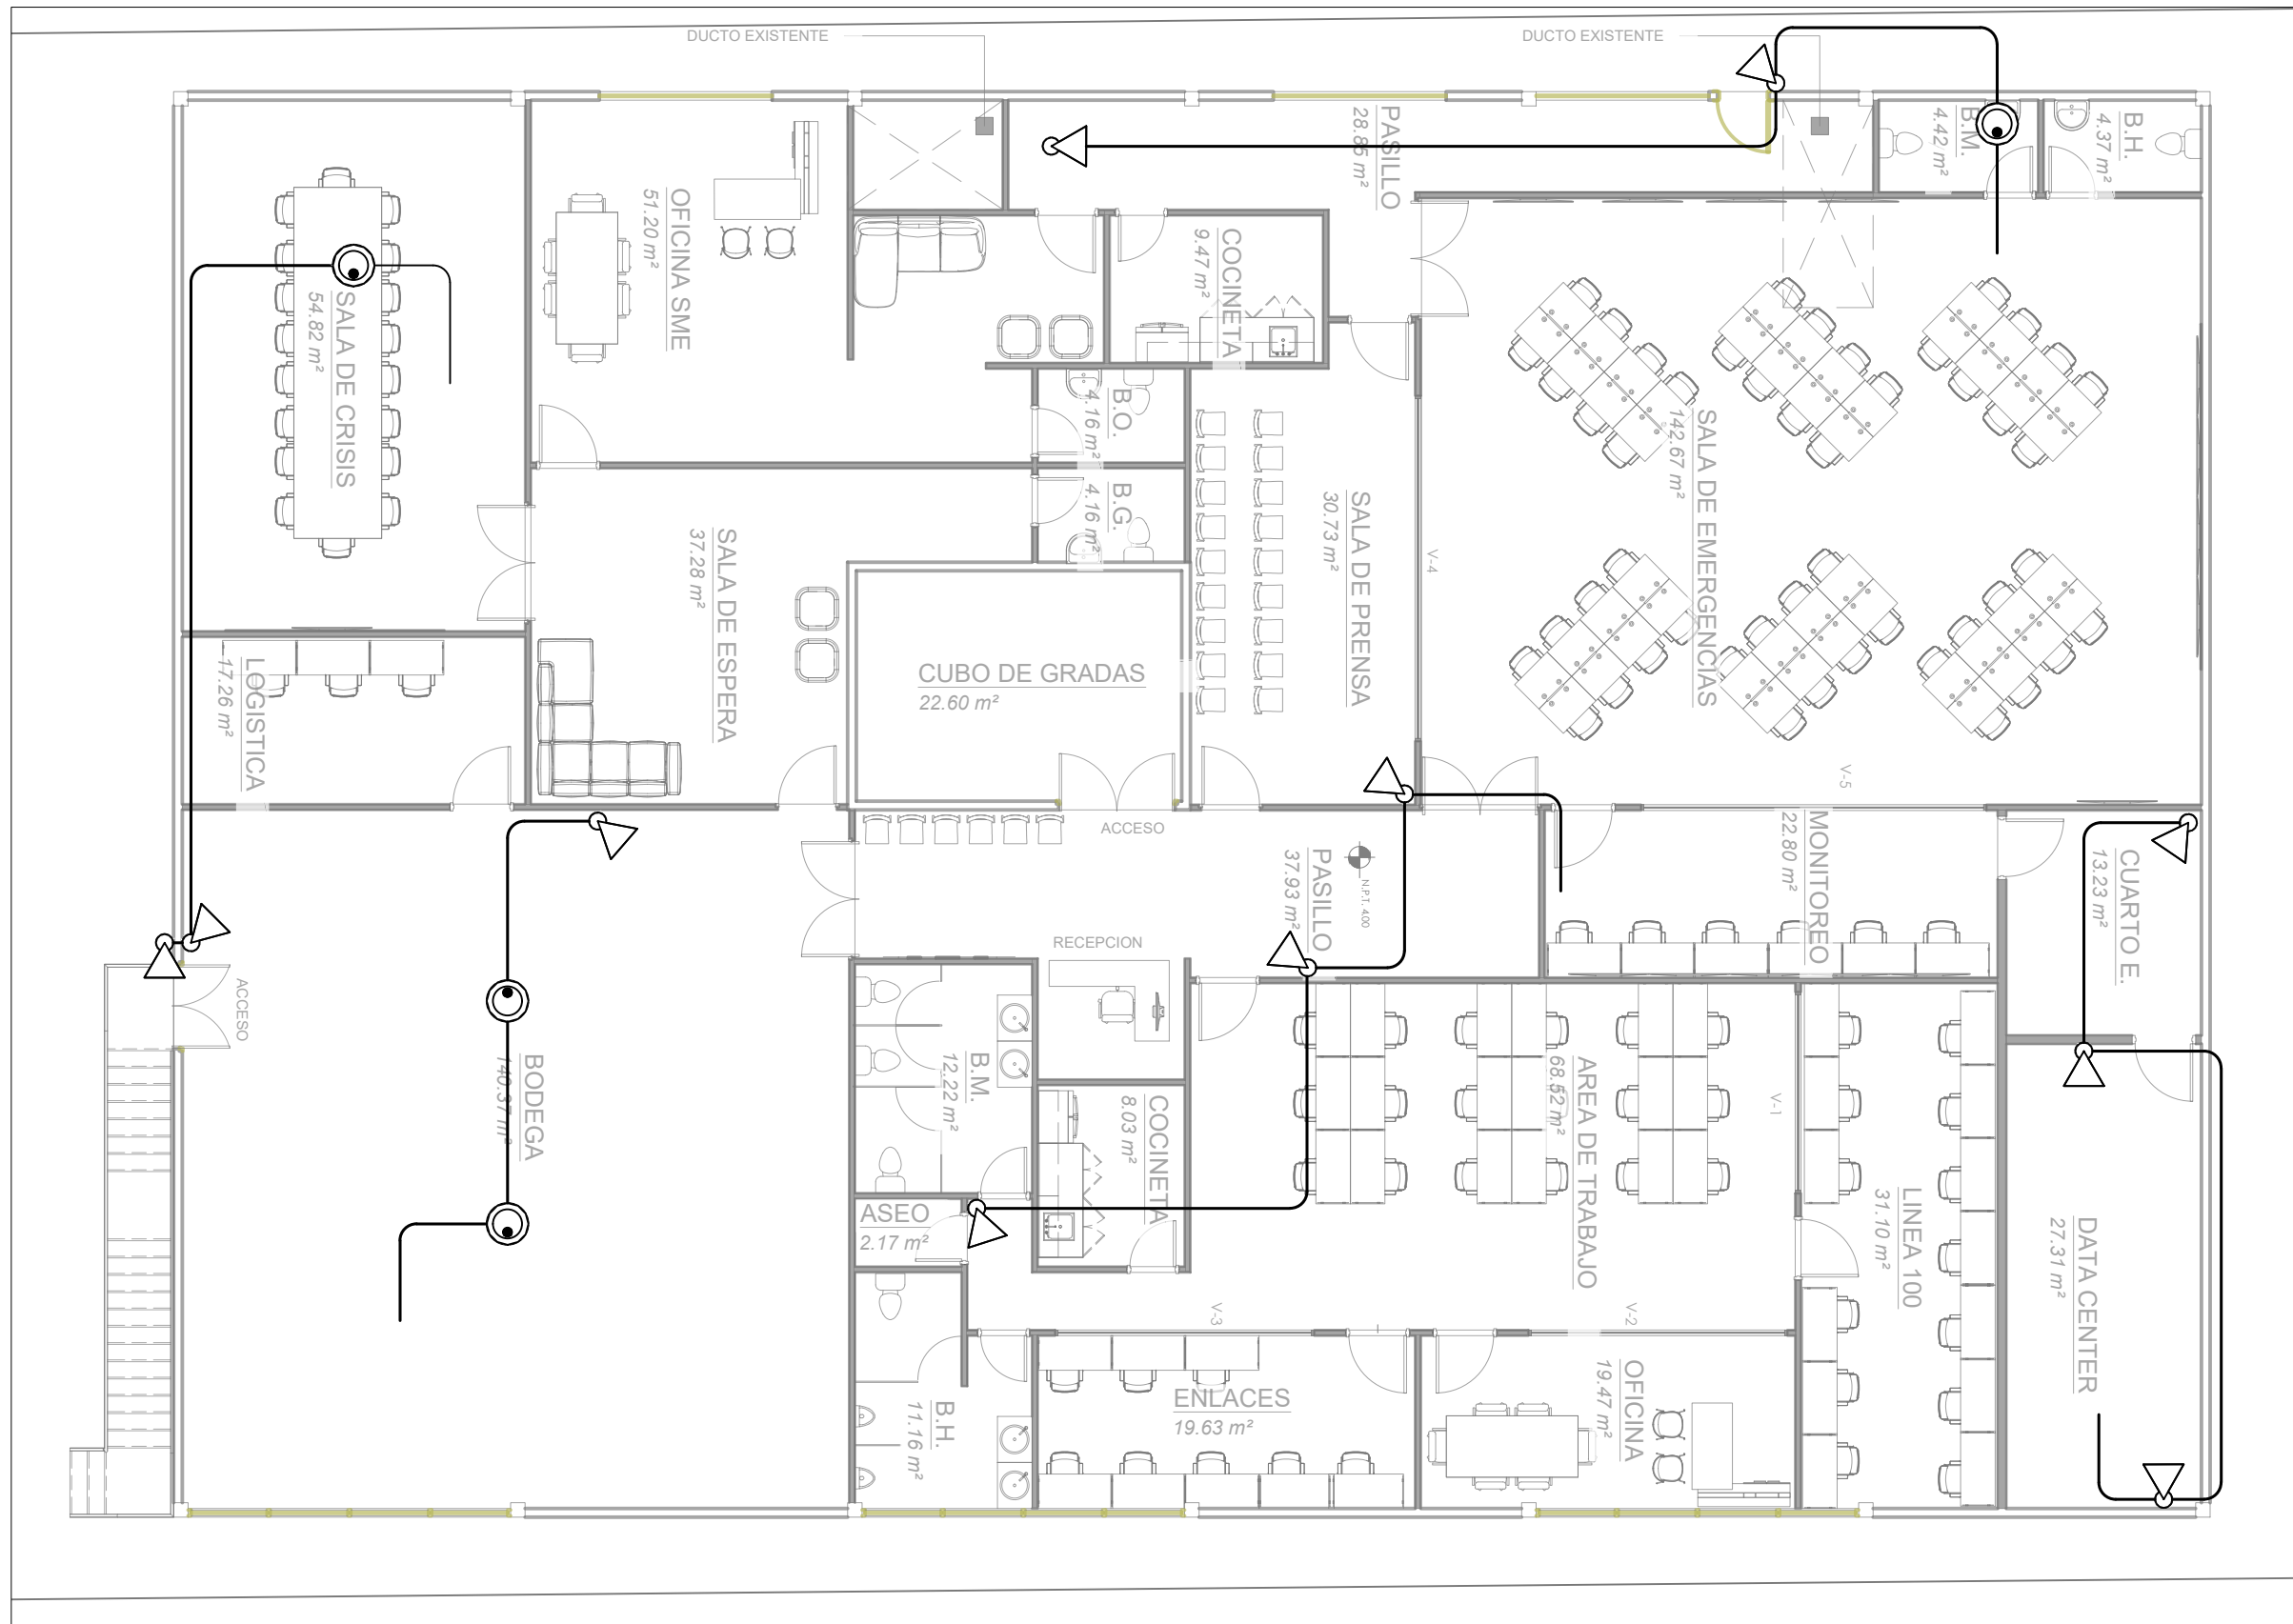 DUCTO EXISTENTE
DUCTO EXISTENTE
PASILLO
28.85 m²
B.M.
4.42 m²
B.H.
4.37 m²
OFICINA SME
51.20 m²
COCINETA
9.47 m²
SALA DE CRISIS
54.82 m²
B.O.
4.16 m²
B.G.
4.16 m²
SALA DE EMERGENCIAS
142.67 m²
SALA DE PRENSA
30.73 m²
V-4
SALA DE ESPERA
37.28 m²
CUBO DE GRADAS
22.60 m²
LOGISTICA
17.26 m²
V-5
ACCESO
MONITOREO
22.80 m²
PASILLO
37.93 m²
N.P.T. 4.00
CUARTO E.
13.23 m²
RECEPCION
ACCESO
BODEGA
140.37 m²
B.M.
12.22 m²
COCINETA
8.03 m²
AREA DE TRABAJO
68.52 m²
V-1
LINEA 100
31.10 m²
ASEO
2.17 m²
DATA CENTER
27.31 m²
V-3
V-2
B.H.
11.16 m²
ENLACES
19.63 m²
OFICINA
19.47 m²